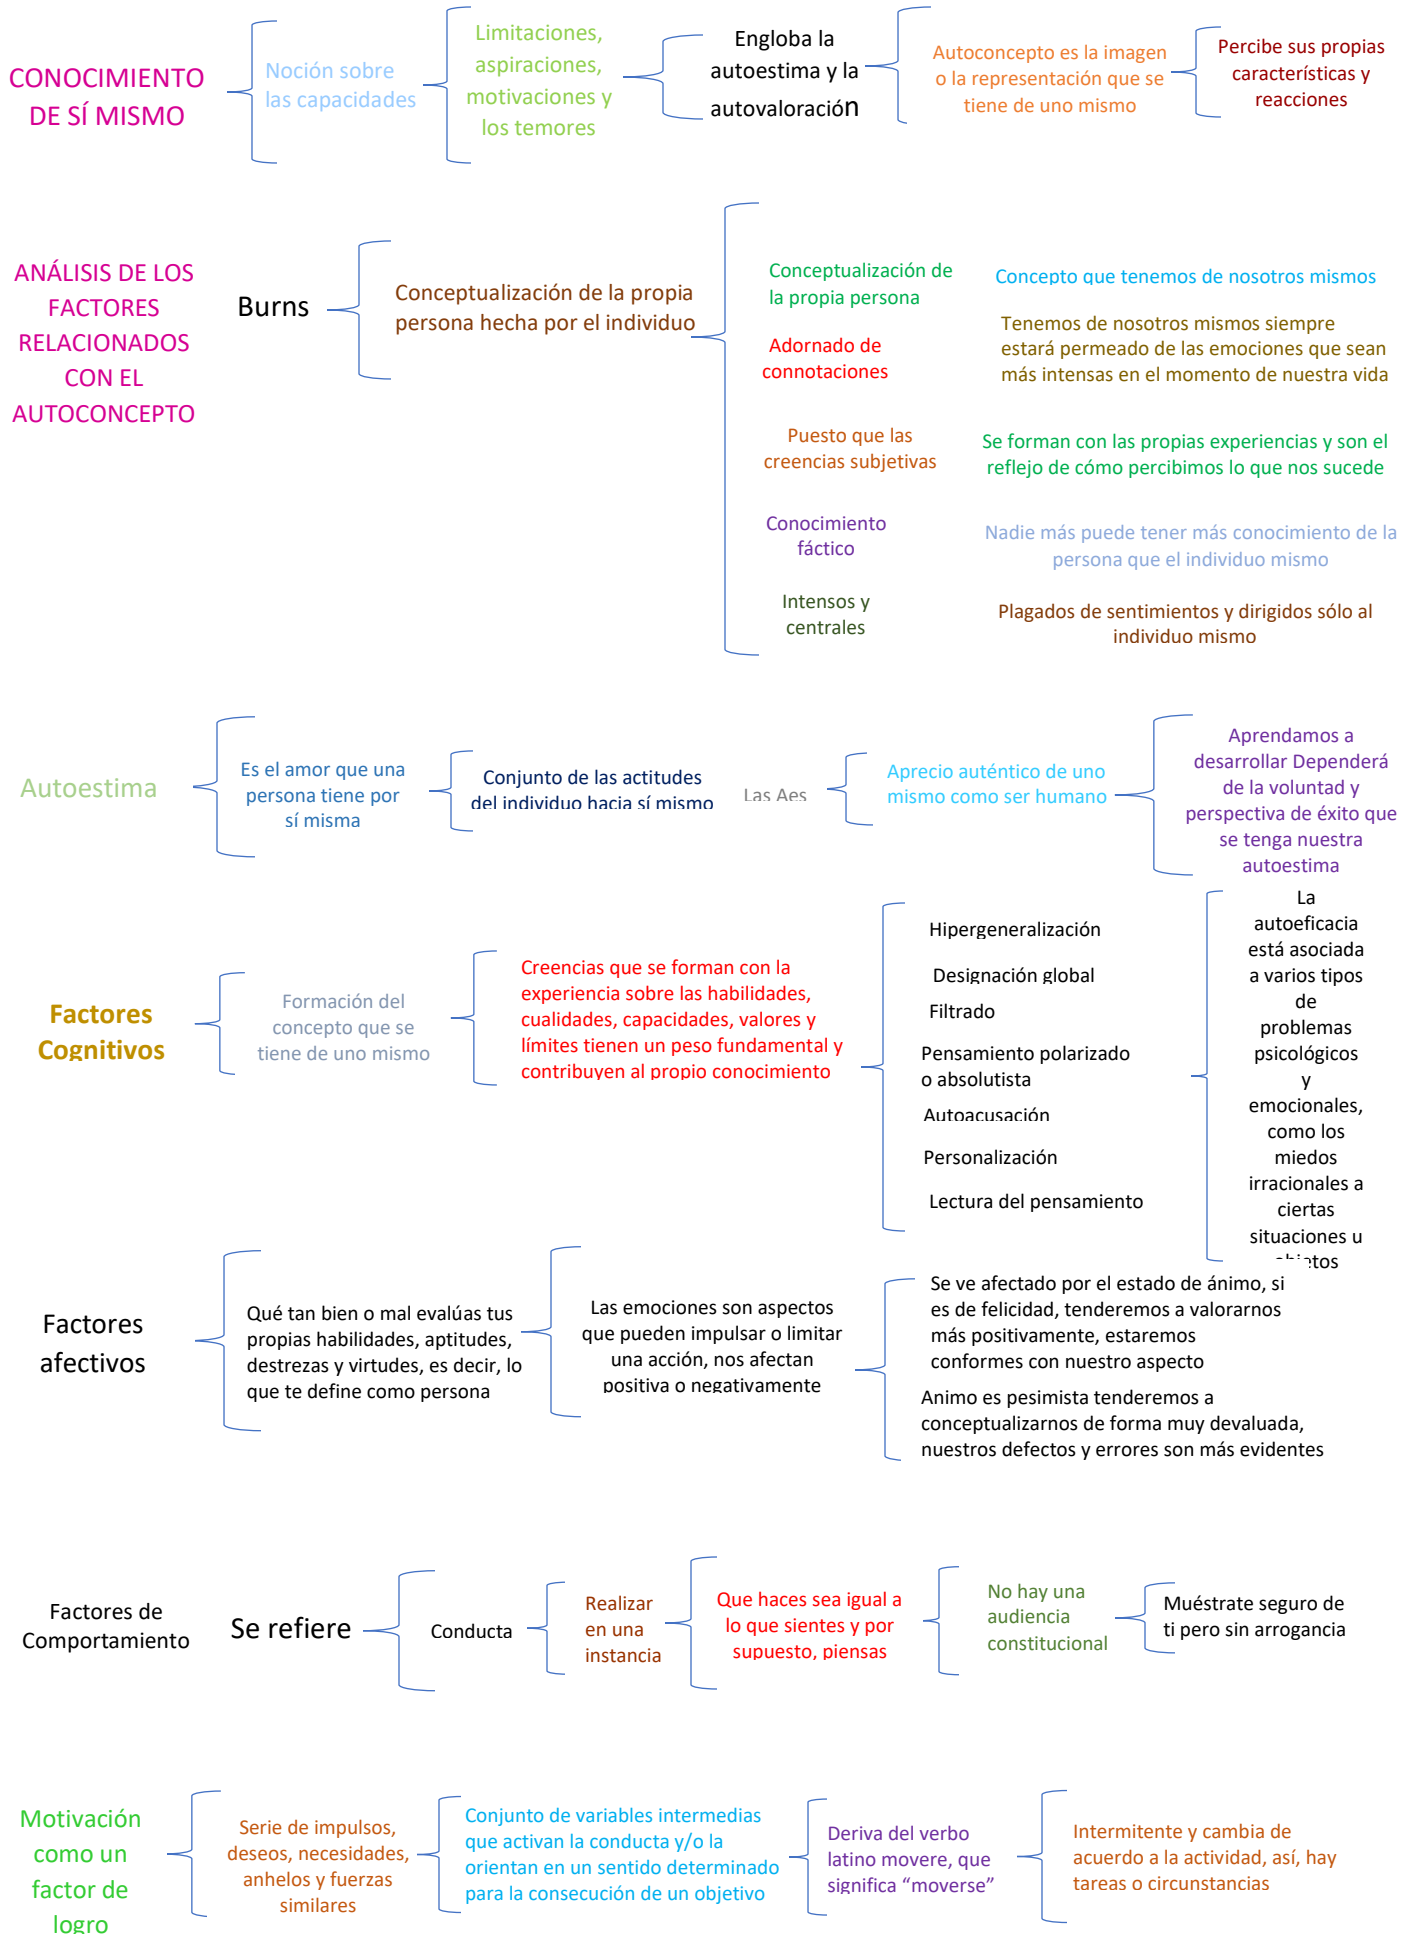 CONOCIMIENTO
DE SÍ MISMO
Noción sobre
las capacidades
Limitaciones,
aspiraciones,
motivaciones y
los temores
Engloba la
autoestima y la
autovaloración
Autoconcepto es la imagen
o la representación que se
tiene de uno mismo
Percibe sus propias
características y
reacciones
ANÁLISIS DE LOS
FACTORES
RELACIONADOS
CON EL
AUTOCONCEPTO
Burns
Conceptualización de la propia
persona hecha por el individuo
Conceptualización de
la propia persona
Concepto que tenemos de nosotros mismos
Adornado de
connotaciones
Tenemos de nosotros mismos siempre
estará permeado de las emociones que sean
más intensas en el momento de nuestra vida
Puesto que las
creencias subjetivas
Se forman con las propias experiencias y son el
reflejo de cómo percibimos lo que nos sucede
Conocimiento
fáctico
Nadie más puede tener más conocimiento de la
persona que el individuo mismo
Intensos y
centrales
Plagados de sentimientos y dirigidos sólo al
individuo mismo
Autoestima
Es el amor que una
persona tiene por
sí misma
Conjunto de las actitudes
del individuo hacia sí mismo
Las Aes
Aprecio auténtico de uno
mismo como ser humano
Aprendamos a
desarrollar Dependerá
de la voluntad y
perspectiva de éxito que
se tenga nuestra
autoestima
Factores
Cognitivos
Formación del
concepto que se
tiene de uno mismo
Creencias que se forman con la
experiencia sobre las habilidades,
cualidades, capacidades, valores y
límites tienen un peso fundamental y
contribuyen al propio conocimiento
Hipergeneralización
Designación global
Filtrado
Pensamiento polarizado
o absolutista
Autoacusación
Personalización
Lectura del pensamiento
La
autoeficacia
está asociada
a varios tipos
de
problemas
psicológicos
y
emocionales,
como los
miedos
irracionales a
ciertas
situaciones u
objetos
Factores
afectivos
Qué tan bien o mal evalúas tus
propias habilidades, aptitudes,
destrezas y virtudes, es decir, lo
que te define como persona
Las emociones son aspectos
que pueden impulsar o limitar
una acción, nos afectan
positiva o negativamente
Se ve afectado por el estado de ánimo, si
es de felicidad, tenderemos a valorarnos
más positivamente, estaremos
conformes con nuestro aspecto
Animo es pesimista tenderemos a
conceptualizarnos de forma muy devaluada,
nuestros defectos y errores son más evidentes
Factores de
Comportamiento
Se refiere
Conducta
Realizar
en una
instancia
Que haces sea igual a
lo que sientes y por
supuesto, piensas
No hay una
audiencia
constitucional
Muéstrate seguro de
ti pero sin arrogancia
Motivación
como un
factor de
logro
Serie de impulsos,
deseos, necesidades,
anhelos y fuerzas
similares
Conjunto de variables intermedias
que activan la conducta y/o la
orientan en un sentido determinado
para la consecución de un objetivo
Deriva del verbo
latino movere, que
significa “moverse”
Intermitente y cambia de
acuerdo a la actividad, así, hay
tareas o circunstancias